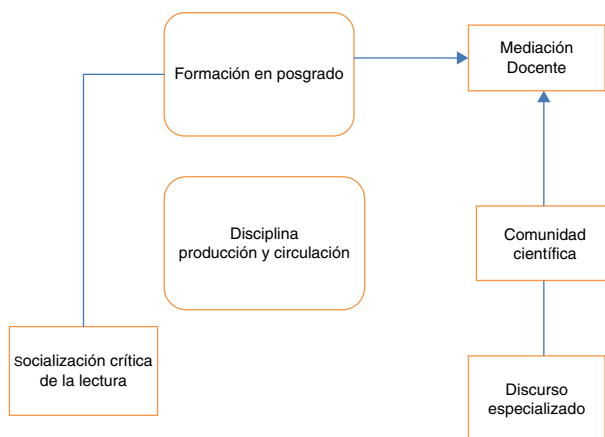 Formación en posgrado
Mediación
Docente
Disciplina
producción y circulación
Comunidad
científica
socialización crítica
de la lectura
Discurso
especializado